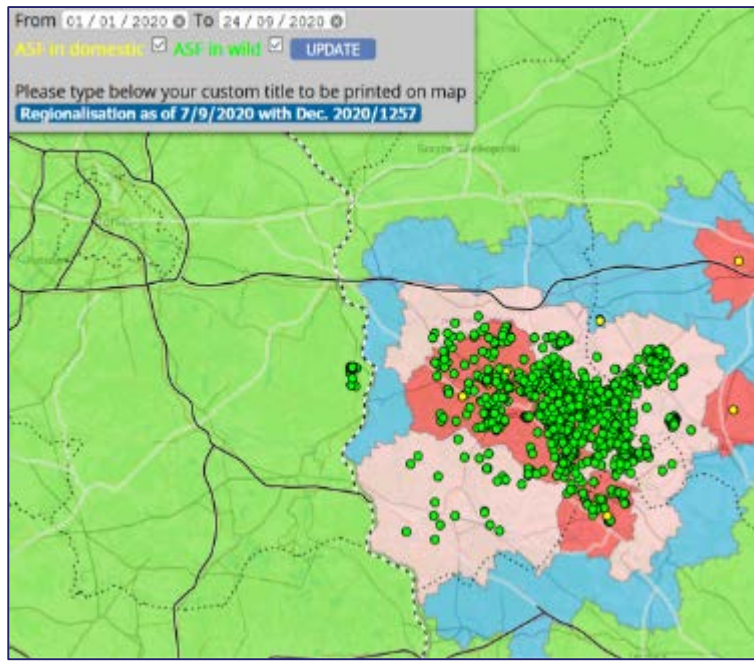 From 01 / 01 / 2020 To 24 / 09 / 2020
ASF in domestic ASF in wild UPDATE
Please type below your custom title to be printed on map
Regionalisation as of 7/9/2020 with Dec. 2020/1257